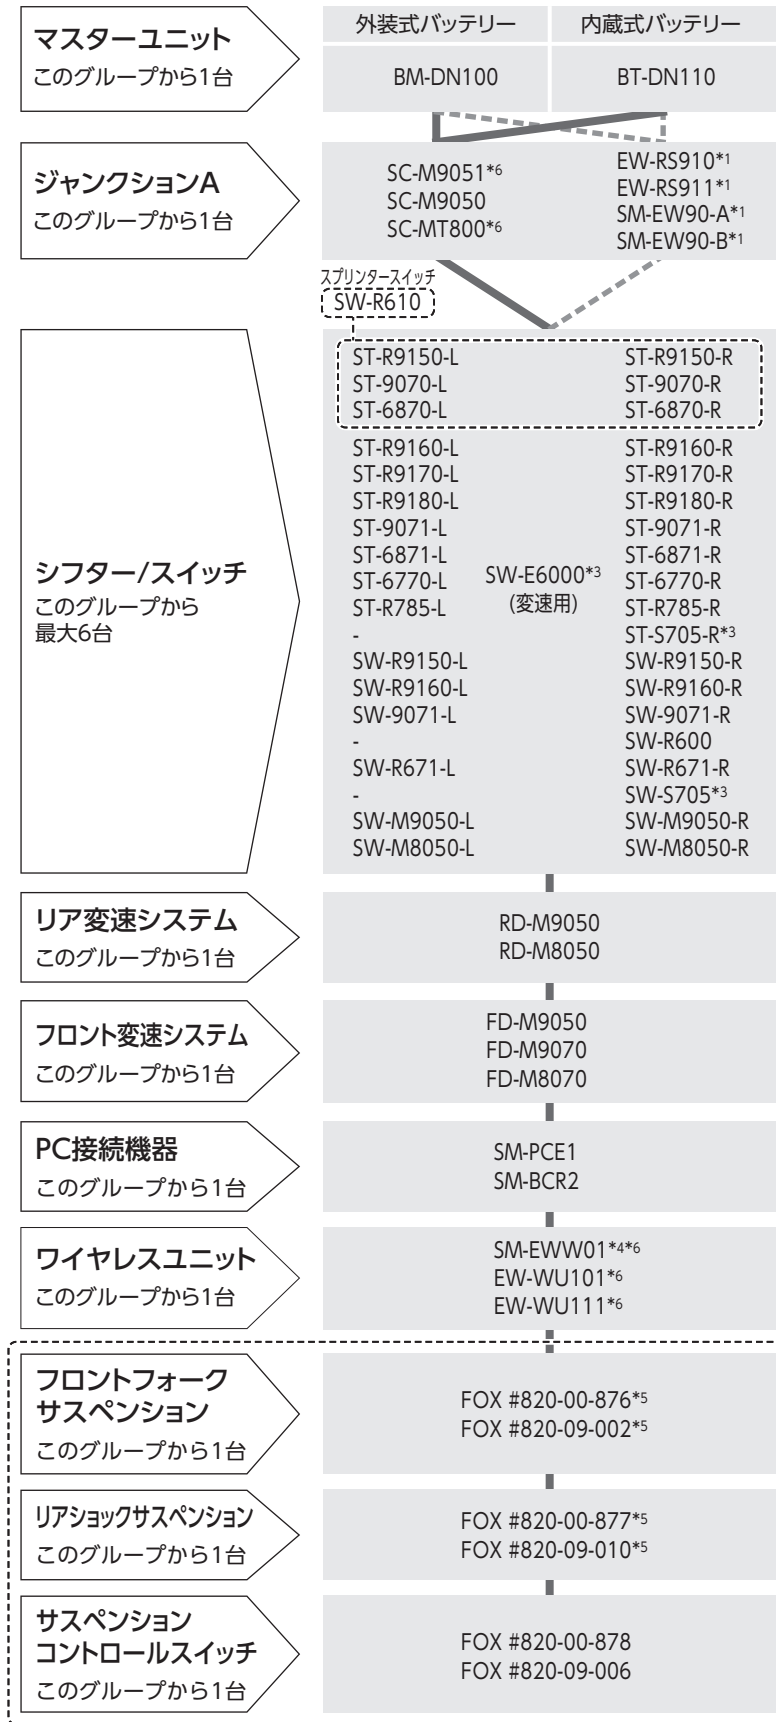 マスターユニット
このグループから1台
外装式バッテリー 内蔵式バッテリー
BM-DN100 BT-DN110
ジャンクションA
このグループから1台
SC-M9051*6
SC-M9050
SC-MT800*6
EW-RS910*1
EW-RS911*1
SM-EW90-A*1
SM-EW90-B*1
スプリンタースイッチ
SW-R610
シフター/スイッチ
このグループから
最大6台
ST-R9150-L ST-R9150-R
ST-9070-L ST-9070-R
ST-6870-L ST-6870-R
ST-R9160-L ST-R9160-R
ST-R9170-L ST-R9170-R
ST-R9180-L ST-R9180-R
ST-9071-L ST-9071-R
ST-6871-L ST-6871-R
ST-6770-L SW-E6000*3 ST-6770-R
ST-R785-L (変速用) ST-R785-R
- ST-S705-R*3
SW-R9150-L SW-R9150-R
SW-R9160-L SW-R9160-R
SW-9071-L SW-9071-R
- SW-R600
SW-R671-L SW-R671-R
- SW-S705*3
SW-M9050-L SW-M9050-R
SW-M8050-L SW-M8050-R
リア変速システム
このグループから1台
RD-M9050
RD-M8050
フロント変速システム
このグループから1台
FD-M9050
FD-M9070
FD-M8070
PC接続機器
このグループから1台
SM-PCE1
SM-BCR2
ワイヤレスユニット
このグループから1台
SM-EWW01*4*6
EW-WU101*6
EW-WU111*6
フロントフォーク
サスペンション
このグループから1台
FOX #820-00-876*5
FOX #820-09-002*5
リアショックサスペンション
このグループから1台
FOX #820-00-877*5
FOX #820-09-010*5
サスペンション
コントロールスイッチ
このグループから1台
FOX #820-00-878
FOX #820-09-006